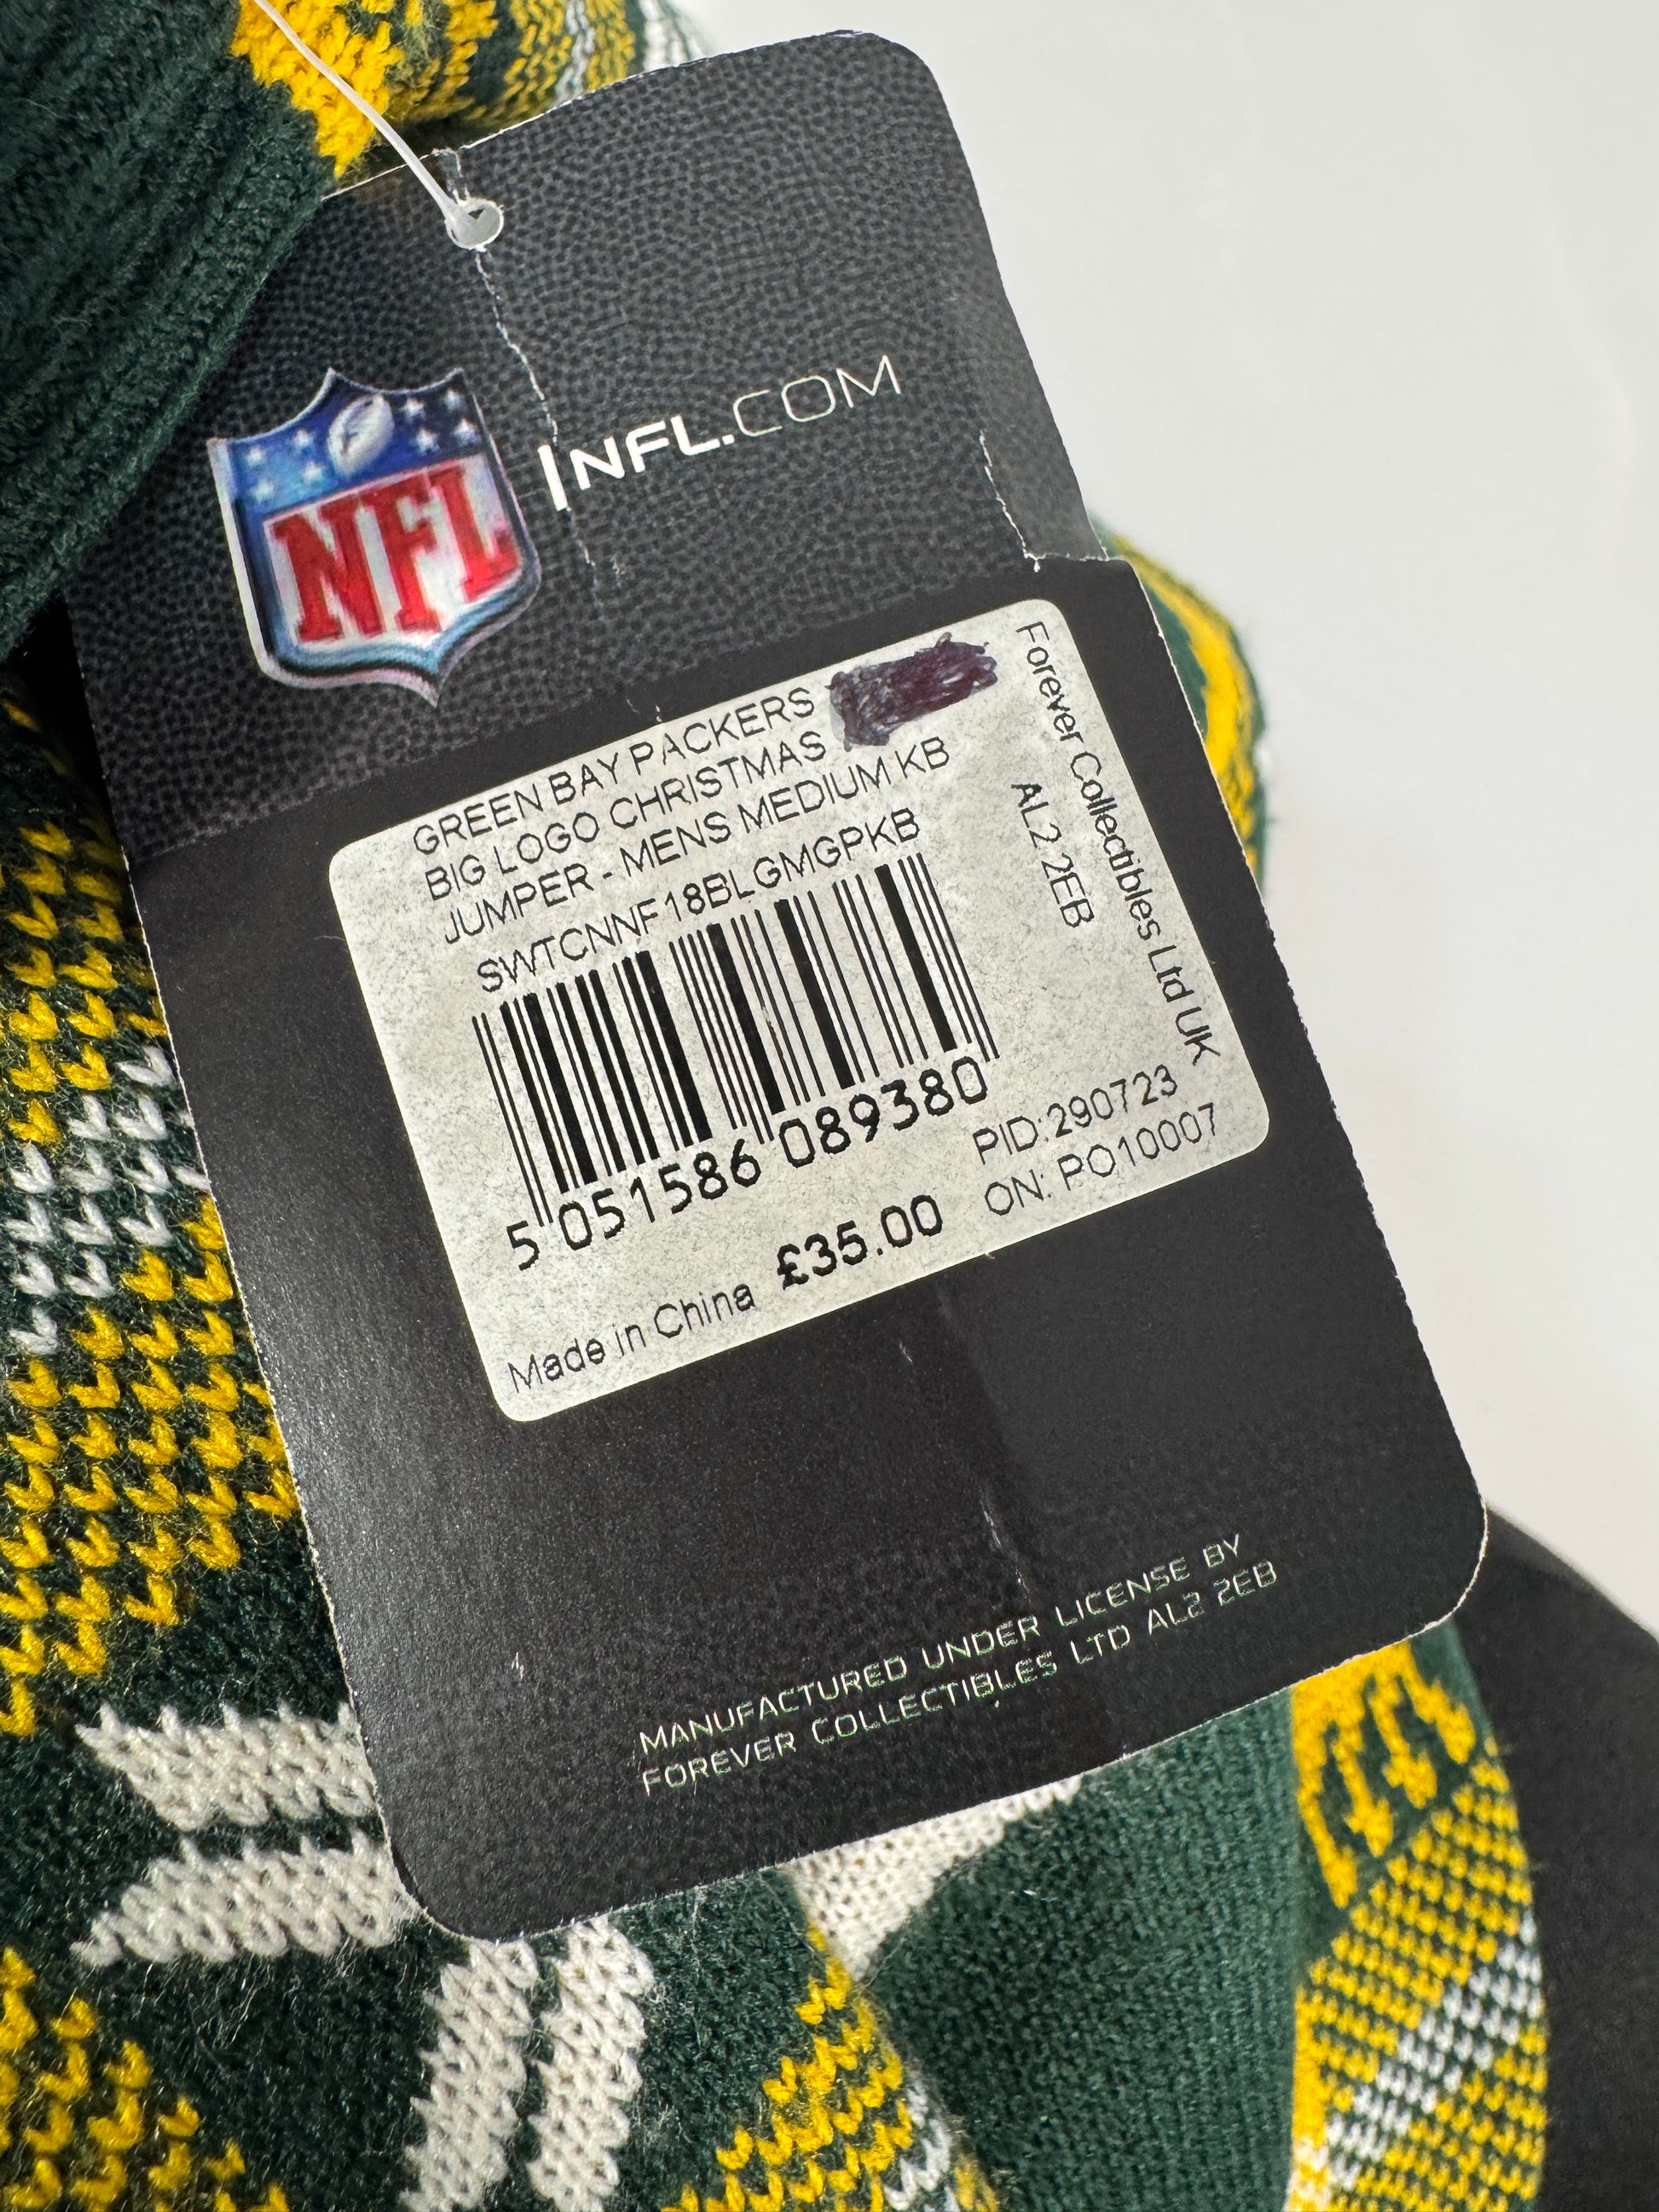 NFL
NFL.COM
GREEN BAY PACKERS
BIG LOGO CHRISTMAS
JUMPER - MENS MEDIUM KB
SWTCNNF18BLGMGPKB
5 051586 089380
Forever Collectibles Ltd UK
AL2 2EB
PID:290723
ON: PO10007
£35.00
Made in China
MANUFACTURED UNDER LICENSE BY
FOREVER COLLECTIBLES LTD AL2 2EB